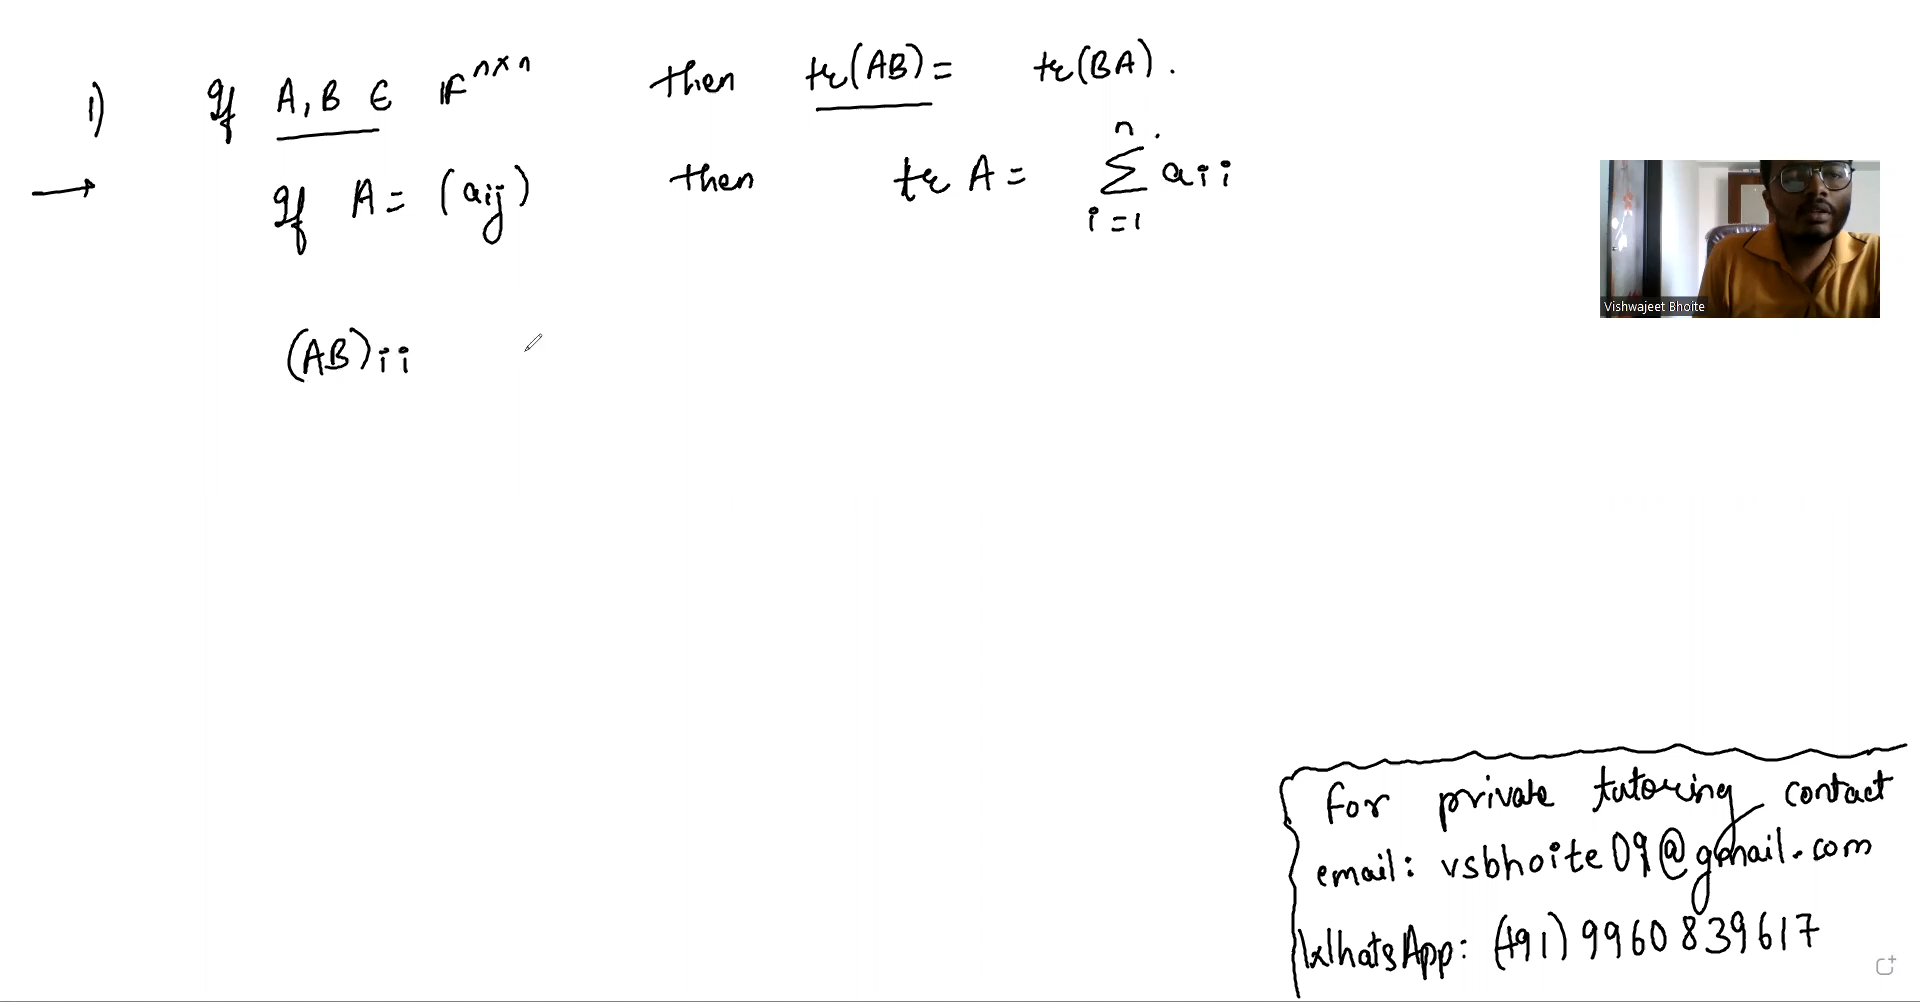 1) If A, B ∈ 𝔽^{n×n} then tr(AB) = tr(BA).
→ If A = (aij) then tr A = ∑_{i=1}^{n} aii
(AB)ii
Vishwajeet Bhoite
For private tutoring contact
email: vsbhoite09@gmail.com
WhatsApp: (+91) 9960839617